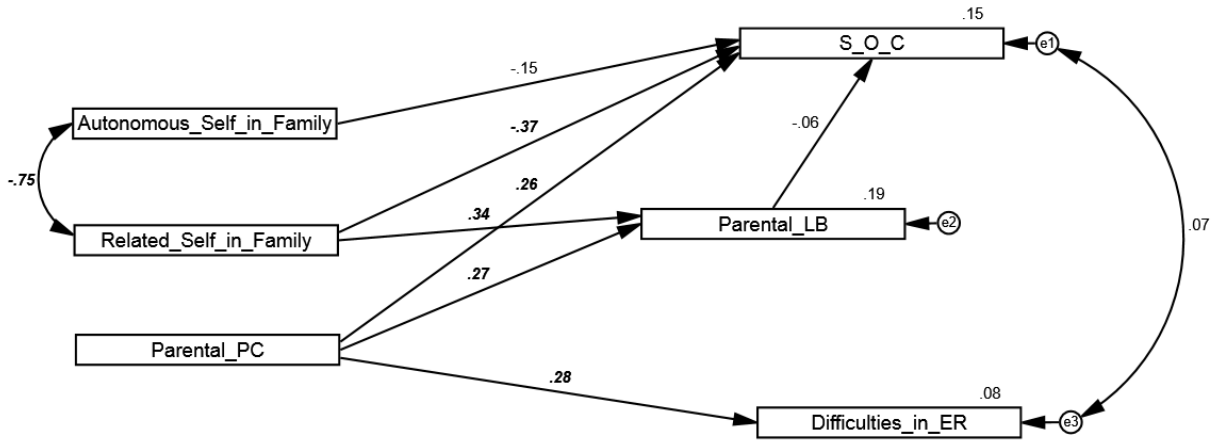 .15
S_O_C
e1
-.15
Autonomous_Self_in_Family
-.37
-.06
-.75
.26
.19
.34
Parental_LB
e2
Related_Self_in_Family
.07
.27
Parental_PC
.28
.08
Difficulties_in_ER
e3